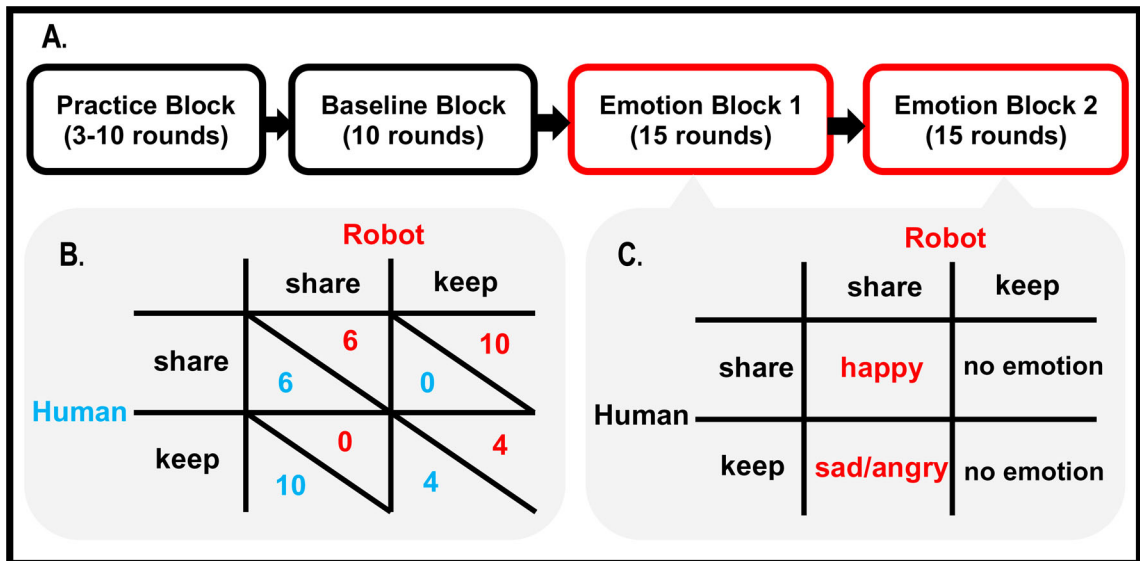 A.
Practice Block
(3-10 rounds)
Baseline Block
(10 rounds)
Emotion Block 1
(15 rounds)
Emotion Block 2
(15 rounds)
B.
Robot
share keep
share 6 10
6 0
Human
keep 0 4
10 4
C.
Robot
share keep
share happy no emotion
Human
keep sad/angry no emotion